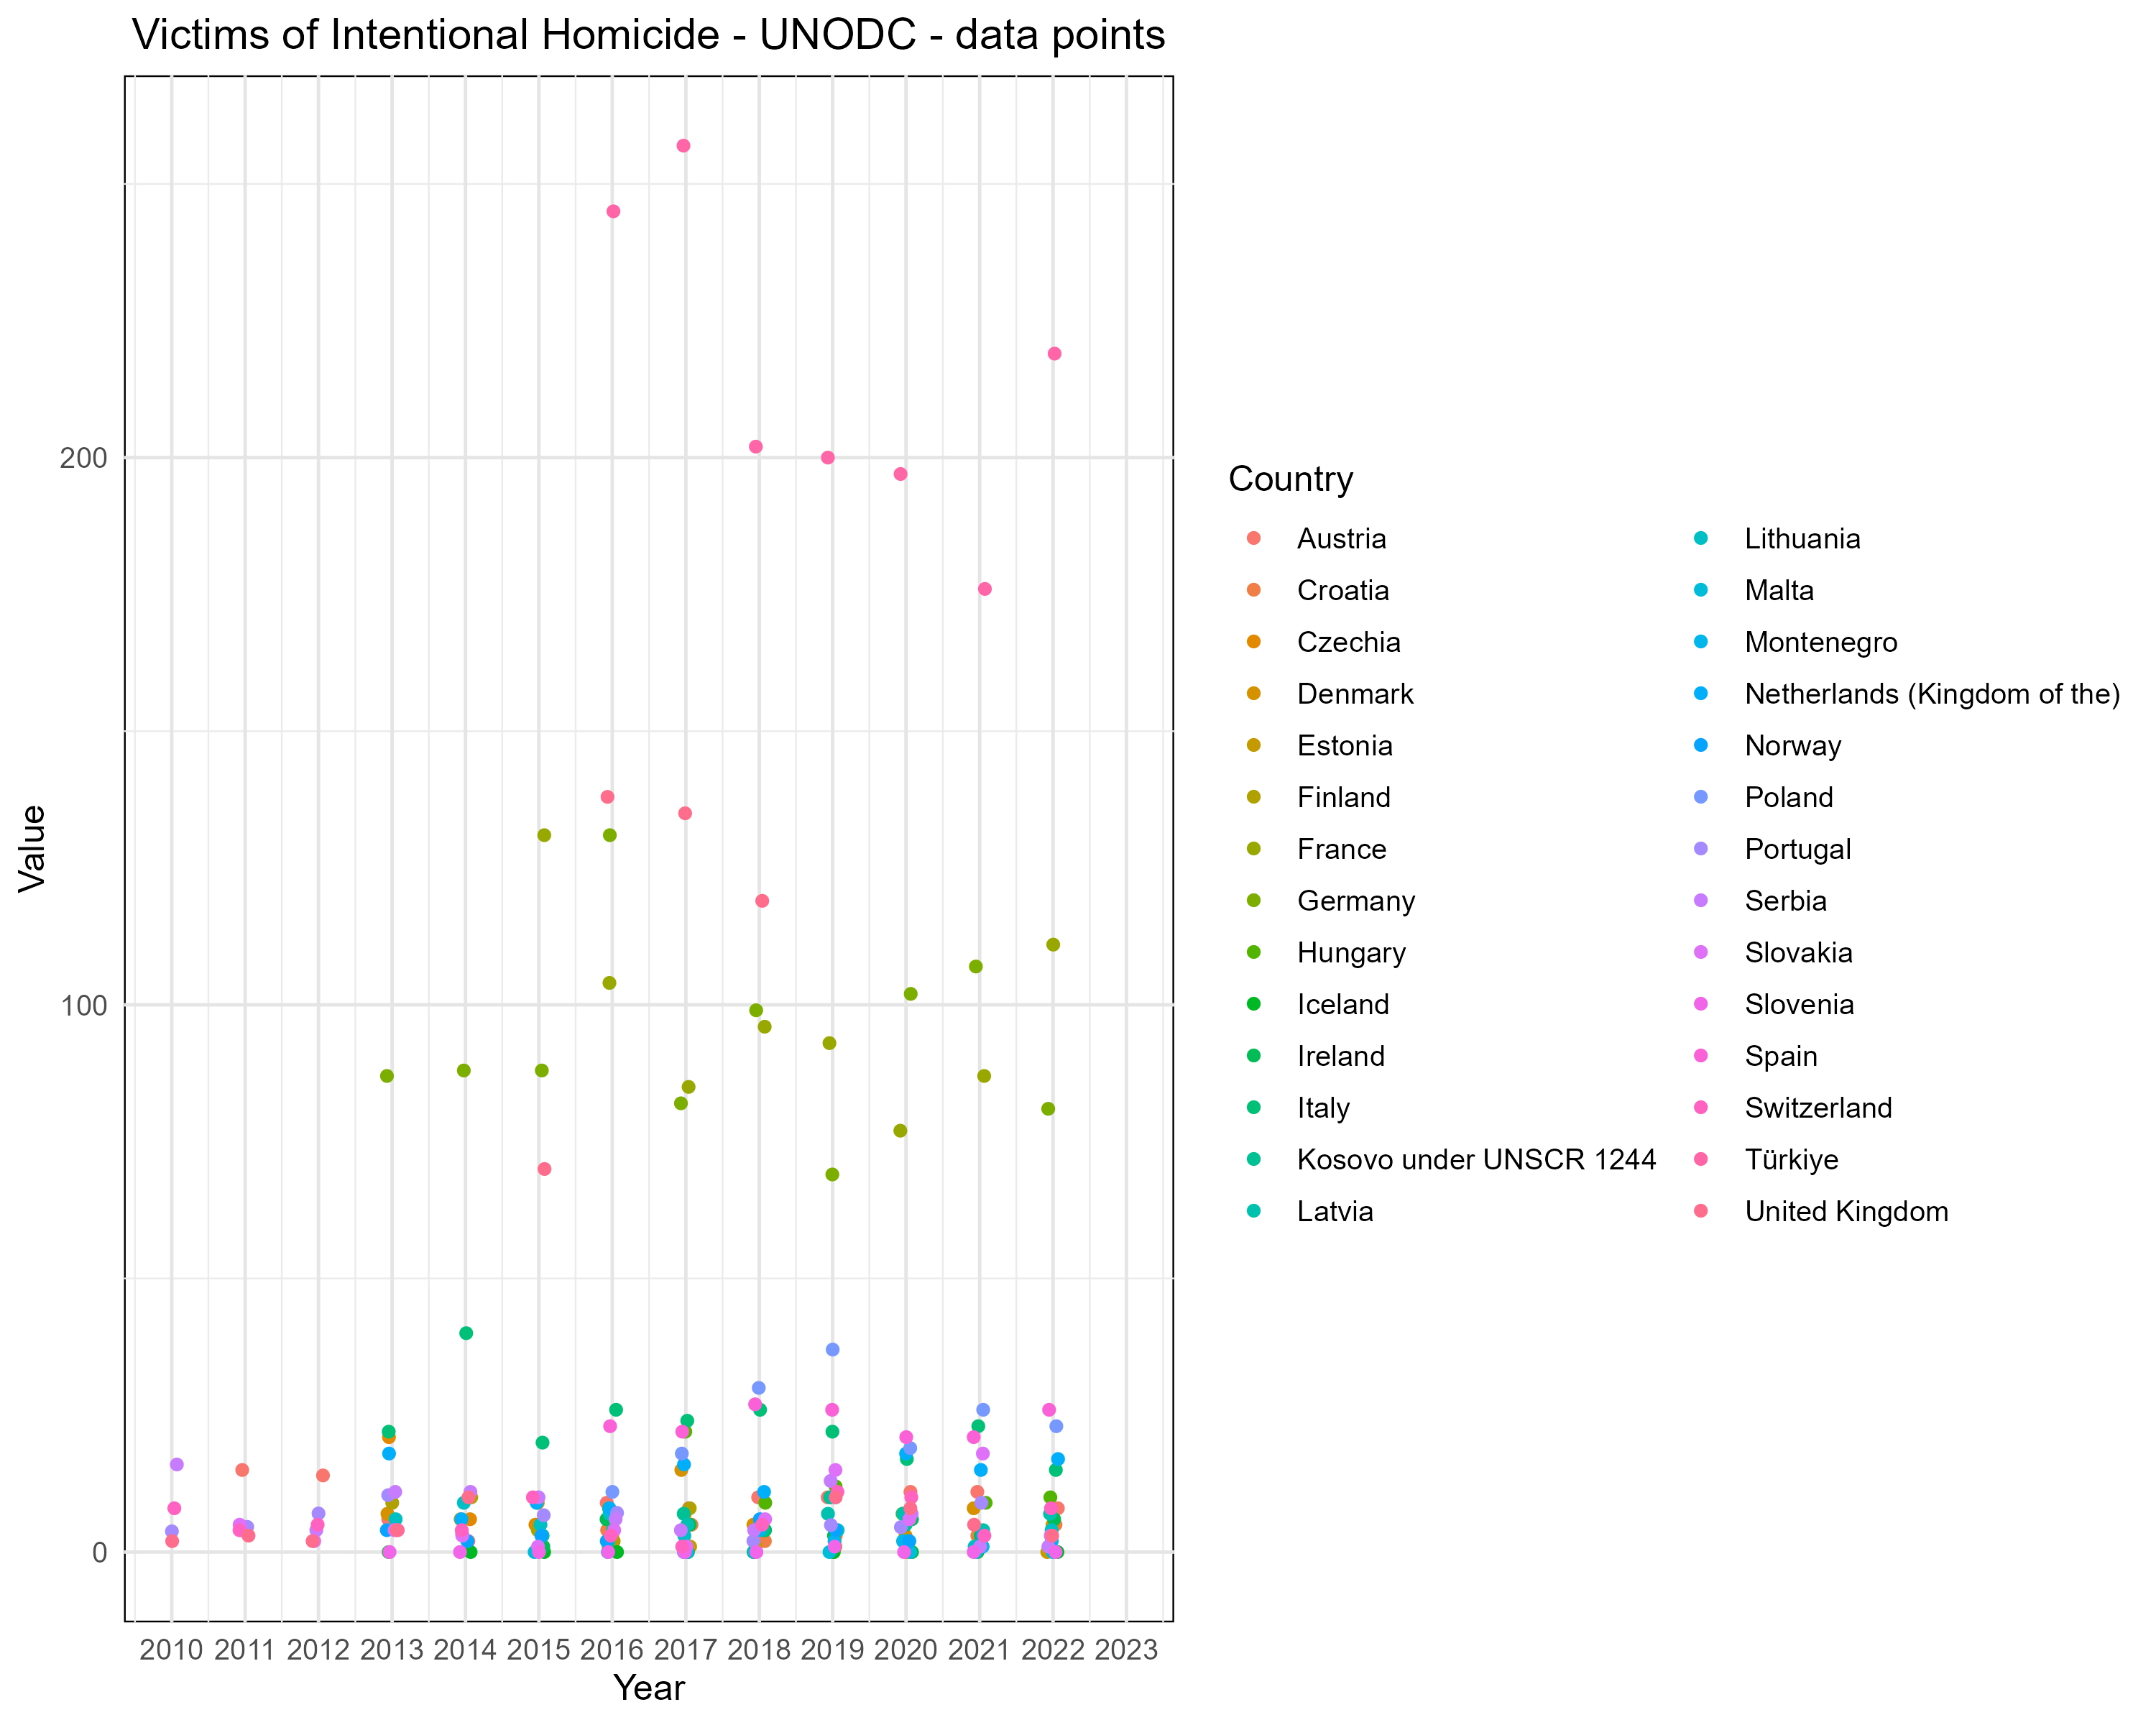 Victims of Intentional Homicide - UNODC - data points
200
100
0
Value
2010 2011 2012 2013 2014 2015 2016 2017 2018 2019 2020 2021 2022 2023
Year
Country
Austria
Croatia
Czechia
Denmark
Estonia
Finland
France
Germany
Hungary
Iceland
Ireland
Italy
Kosovo under UNSCR 1244
Latvia
Lithuania
Malta
Montenegro
Netherlands (Kingdom of the)
Norway
Poland
Portugal
Serbia
Slovakia
Slovenia
Spain
Switzerland
Türkiye
United Kingdom